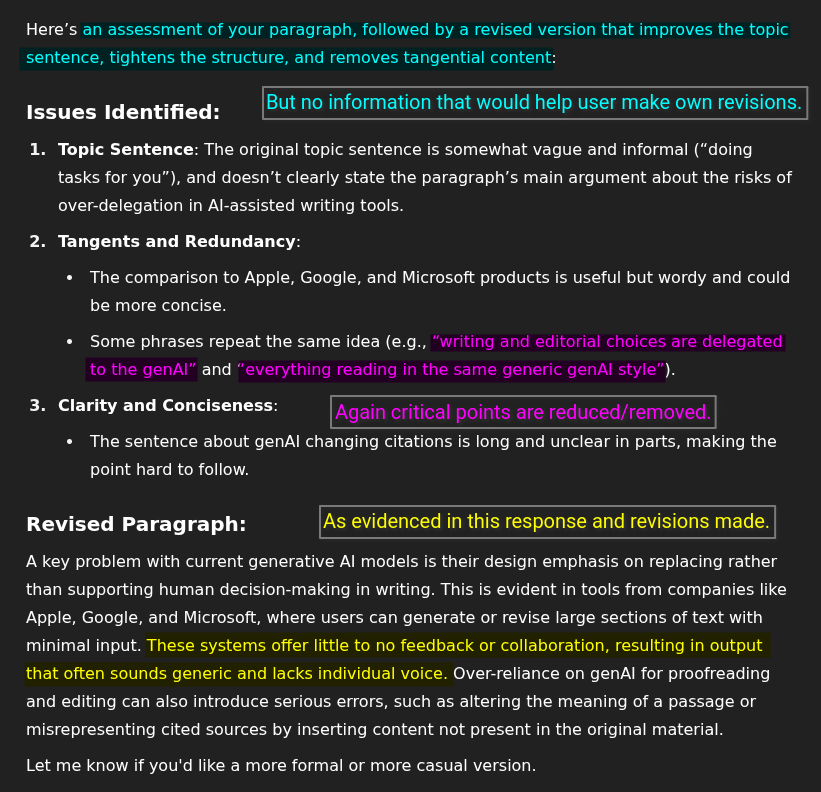 Here’s an assessment of your paragraph, followed by a revised version that improves the topic
sentence, tightens the structure, and removes tangential content:
Issues Identified:
But no information that would help user make own revisions.
1. Topic Sentence: The original topic sentence is somewhat vague and informal (“doing
tasks for you”), and doesn’t clearly state the paragraph’s main argument about the risks of
over-delegation in AI-assisted writing tools.
2. Tangents and Redundancy:
• The comparison to Apple, Google, and Microsoft products is useful but wordy and could
be more concise.
• Some phrases repeat the same idea (e.g., “writing and editorial choices are delegated
to the genAI” and “everything reading in the same generic genAI style”).
3. Clarity and Conciseness:
Again critical points are reduced/removed.
• The sentence about genAI changing citations is long and unclear in parts, making the
point hard to follow.
Revised Paragraph:
As evidenced in this response and revisions made.
A key problem with current generative AI models is their design emphasis on replacing rather
than supporting human decision-making in writing. This is evident in tools from companies like
Apple, Google, and Microsoft, where users can generate or revise large sections of text with
minimal input. These systems offer little to no feedback or collaboration, resulting in output
that often sounds generic and lacks individual voice. Over-reliance on genAI for proofreading
and editing can also introduce serious errors, such as altering the meaning of a passage or
misrepresenting cited sources by inserting content not present in the original material.
Let me know if you'd like a more formal or more casual version.